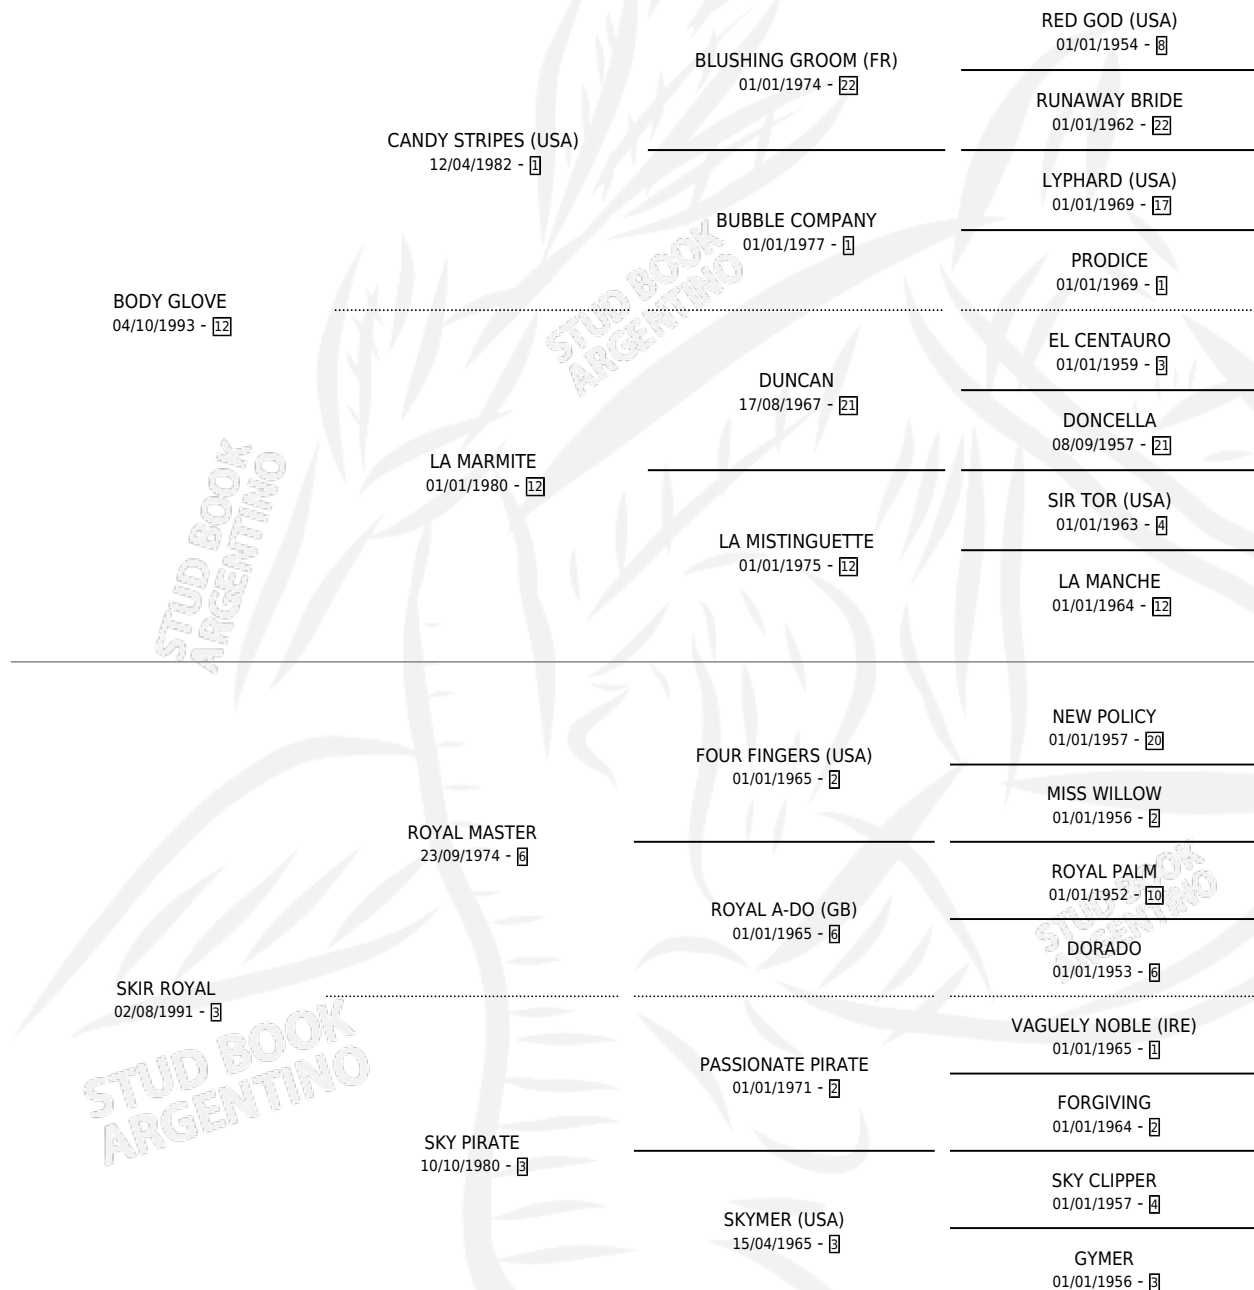 RED GOD (USA)
01/01/1954 - 8
BLUSHING GROOM (FR)
01/01/1974 - 22
RUNAWAY BRIDE
01/01/1962 - 22
CANDY STRIPES (USA)
12/04/1982 - 1
LYPHARD (USA)
01/01/1969 - 17
BUBBLE COMPANY
01/01/1977 - 1
PRODICE
01/01/1969 - 1
BODY GLOVE
04/10/1993 - 12
STUD BOOK
ARGENTINO
EL CENTAURO
01/01/1959 - 3
DUNCAN
17/08/1967 - 21
DONCELLA
08/09/1957 - 21
LA MARMITE
01/01/1980 - 12
SIR TOR (USA)
01/01/1963 - 4
LA MISTINGUETTE
01/01/1975 - 12
LA MANCHE
01/01/1964 - 12
STUD BOOK
ARGENTINO
NEW POLICY
01/01/1957 - 20
FOUR FINGERS (USA)
01/01/1965 - 2
MISS WILLOW
01/01/1956 - 2
ROYAL MASTER
23/09/1974 - 6
ROYAL PALM
01/01/1952 - 10
STUD BOOK
ARGENTINO
ROYAL A-DO (GB)
01/01/1965 - 6
DORADO
01/01/1953 - 6
SKIR ROYAL
02/08/1991 - 3
STUD BOOK
ARGENTINO
VAGUELY NOBLE (IRE)
01/01/1965 - 1
PASSIONATE PIRATE
01/01/1971 - 2
FORGIVING
01/01/1964 - 2
SKY PIRATE
10/10/1980 - 3
SKY CLIPPER
01/01/1957 - 4
SKYMER (USA)
15/04/1965 - 3
GYMER
01/01/1956 - 3